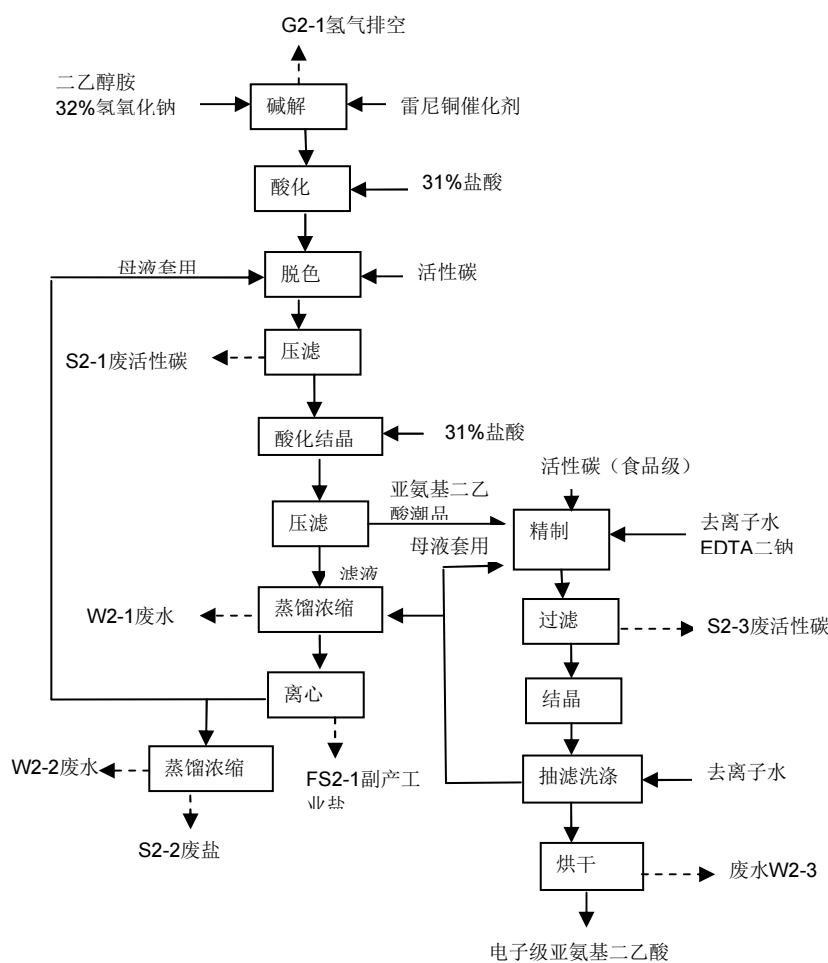 G2-1氢气排空
二乙醇胺
32%氢氧化钠
碱解
雷尼铜催化剂
酸化
31%盐酸
母液套用
脱色
活性碳
S2-1废活性碳
压滤
酸化结晶
31%盐酸
活性碳（食品级）
亚氨基二乙
酸潮品
压滤
精制
去离子水
EDTA二钠
母液套用
滤液
W2-1废水
蒸馏浓缩
过滤
S2-3废活性碳
离心
结晶
W2-2废水
蒸馏浓缩
FS2-1副产工
业盐
抽滤洗涤
去离子水
S2-2废盐
烘干
废水W2-3
电子级亚氨基二乙酸